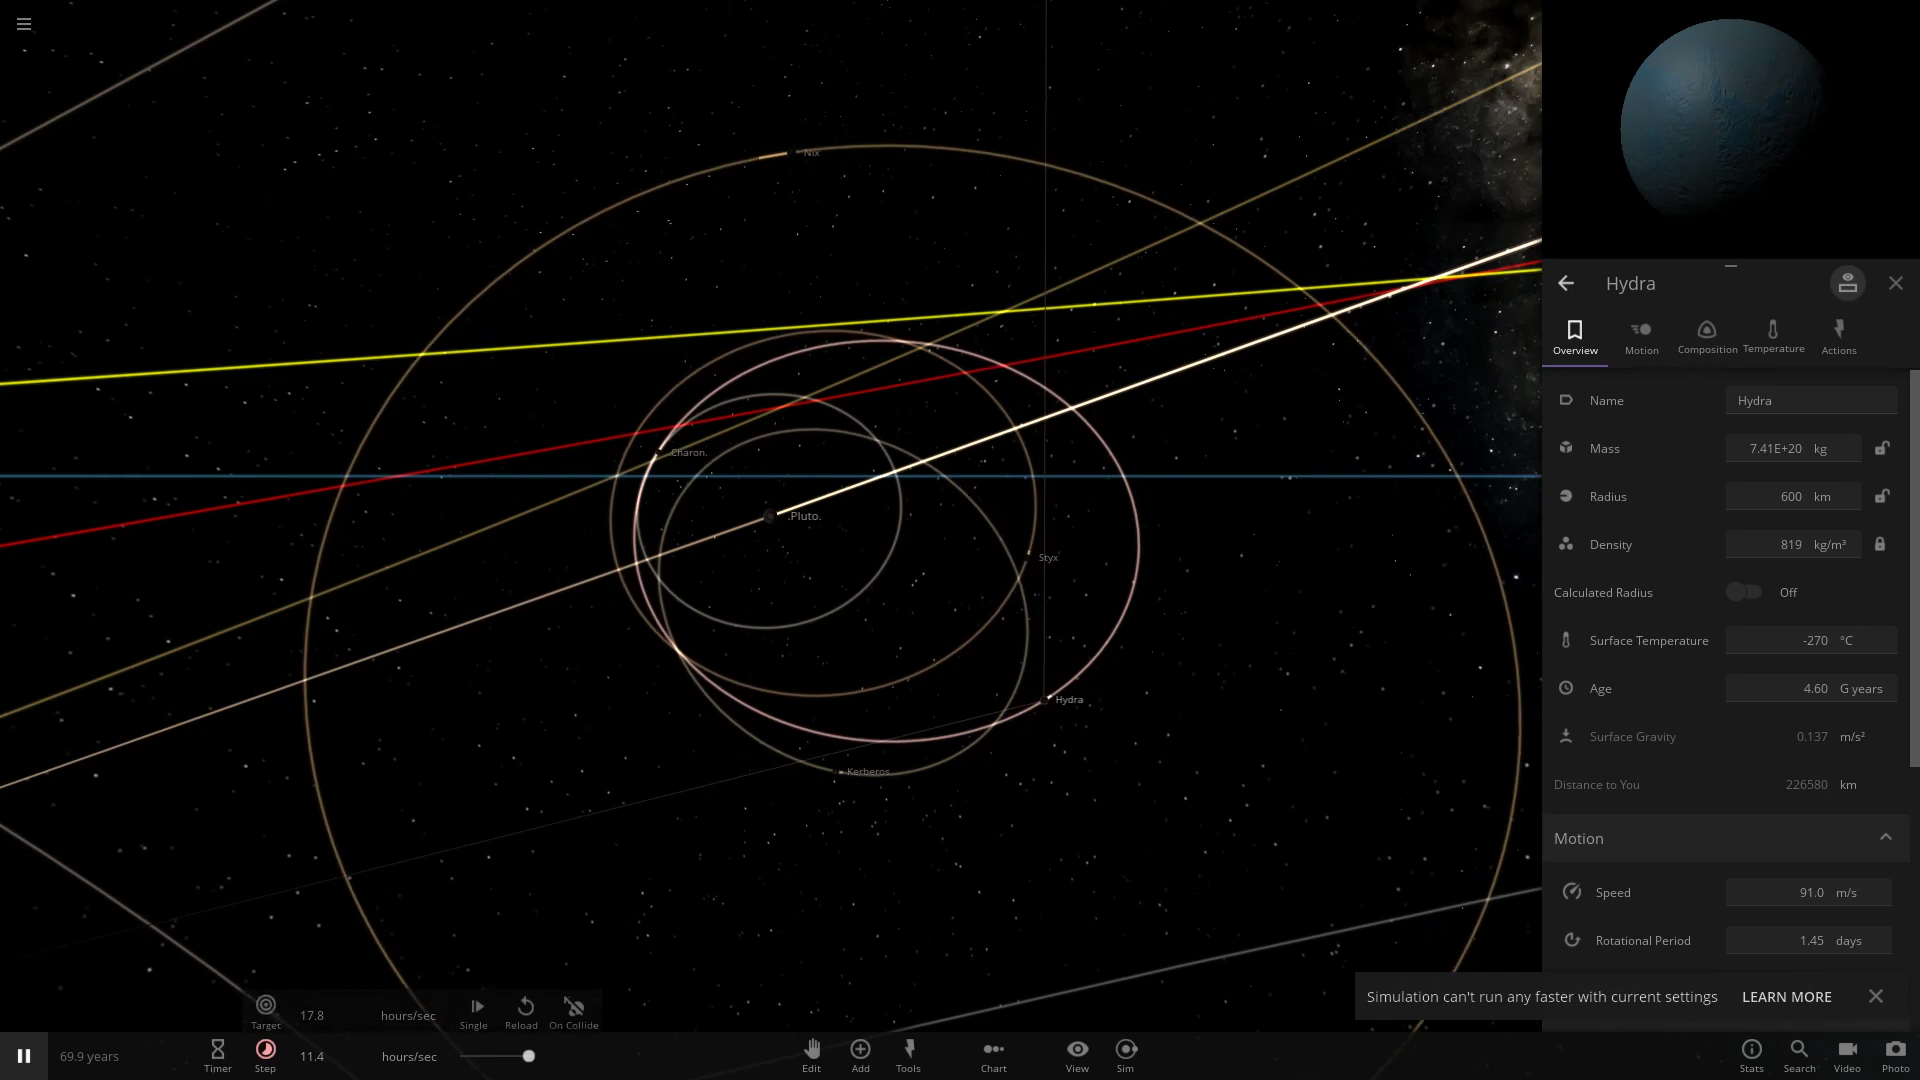 Nix
.Charon.
.Pluto.
Styx
Hydra
Kerberos
Hydra
Overview
Motion
Composition
Temperature
Actions
Name Hydra
Mass 7.41E+20 kg
Radius 600 km
Density 819 kg/m³
Calculated Radius Off
Surface Temperature -270 °C
Age 4.60 G years
Surface Gravity 0.137 m/s²
Distance to You 226580 km
Motion
Speed 91.0 m/s
Rotational Period 1.45 days
Simulation can't run any faster with current settings LEARN MORE
Target 17.8 hours/sec Single Reload On Collide
69.9 years Timer Step 11.4 hours/sec
Edit Add Tools Chart View Sim
Stats Search Video Photo